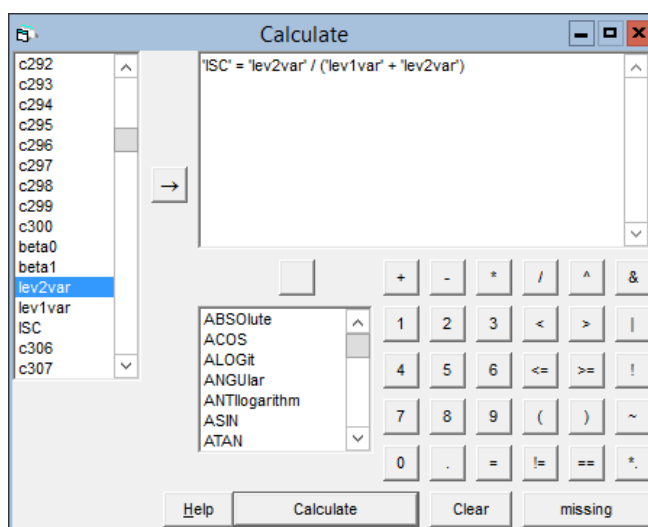 Calculate
c292
c293
c294
c295
c296
c297
c298
c299
c300
beta0
beta1
lev2var
lev1var
ISC
c306
c307
→
'ISC' = 'lev2var' / ('lev1var' + 'lev2var')
+ - * / ^ &
1 2 3 < > |
4 5 6 <= >= !
7 8 9 ( ) ~
0 . = != == *.
ABSOlute
ACOS
ALOGit
ANGUlar
ANTIlogarithm
ASIN
ATAN
Help Calculate Clear missing